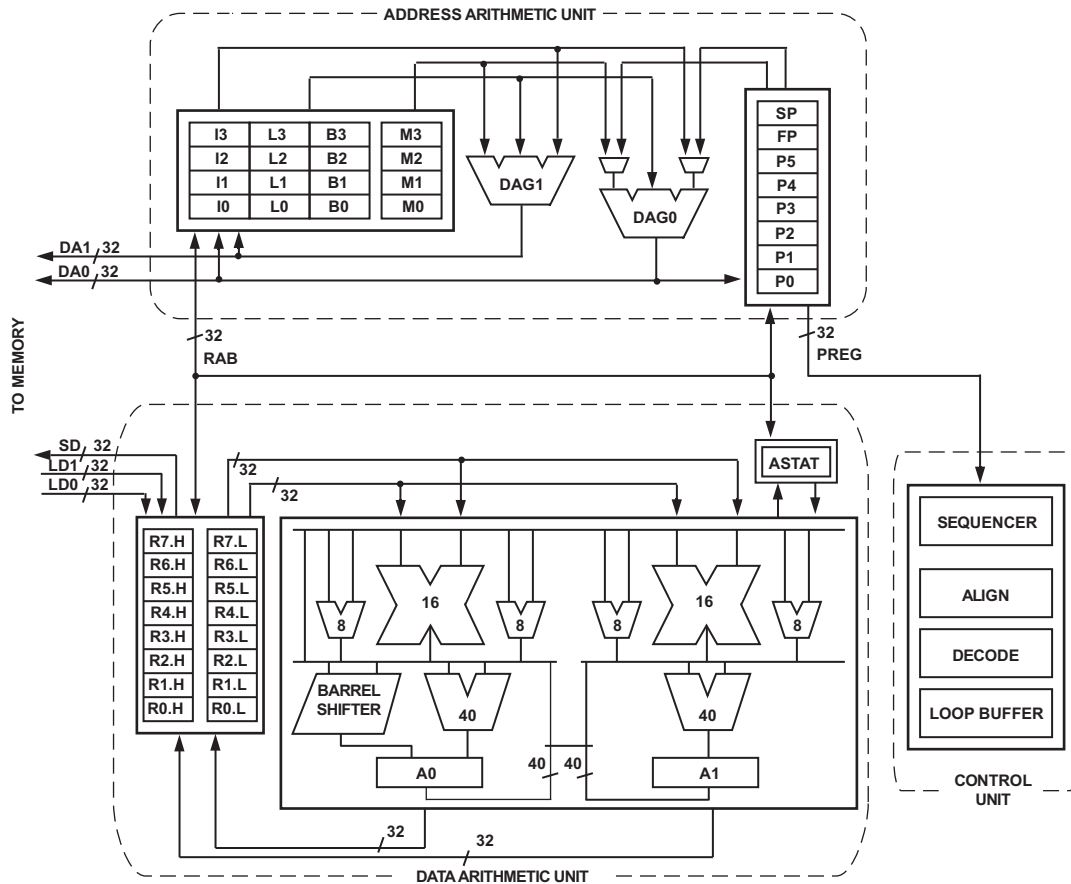 ADDRESS ARITHMETIC UNIT
I3 L3 B3 M3
I2 L2 B2 M2
I1 L1 B1 M1
I0 L0 B0 M0
DAG1
DAG0
SP
FP
P5
P4
P3
P2
P1
P0
DA1 32
DA0 32
32
RAB
32
PREG
TO MEMORY
SD 32
LD1 32
LD0 32
32
32
ASTAT
R7.H R7.L
R6.H R6.L
R5.H R5.L
R4.H R4.L
R3.H R3.L
R2.H R2.L
R1.H R1.L
R0.H R0.L
8 16 8 8 16 8
BARREL
SHIFTER
40
40
A0
40 40
A1
32
32
DATA ARITHMETIC UNIT
SEQUENCER
ALIGN
DECODE
LOOP BUFFER
CONTROL
UNIT